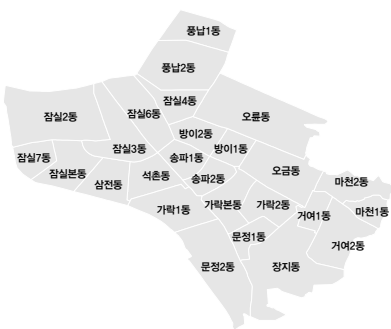 풍납1동
풍납2동
잠실4동
잠실6동
잠실2동
오륜동
방이2동
방이1동
잠실3동
송파1동
잠실7동
오금동
잠실본동
석촌동
송파2동
삼전동
마천2동
가락본동
가락2동
가락1동
거여1동
마천1동
문정1동
거여2동
문정2동
장지동